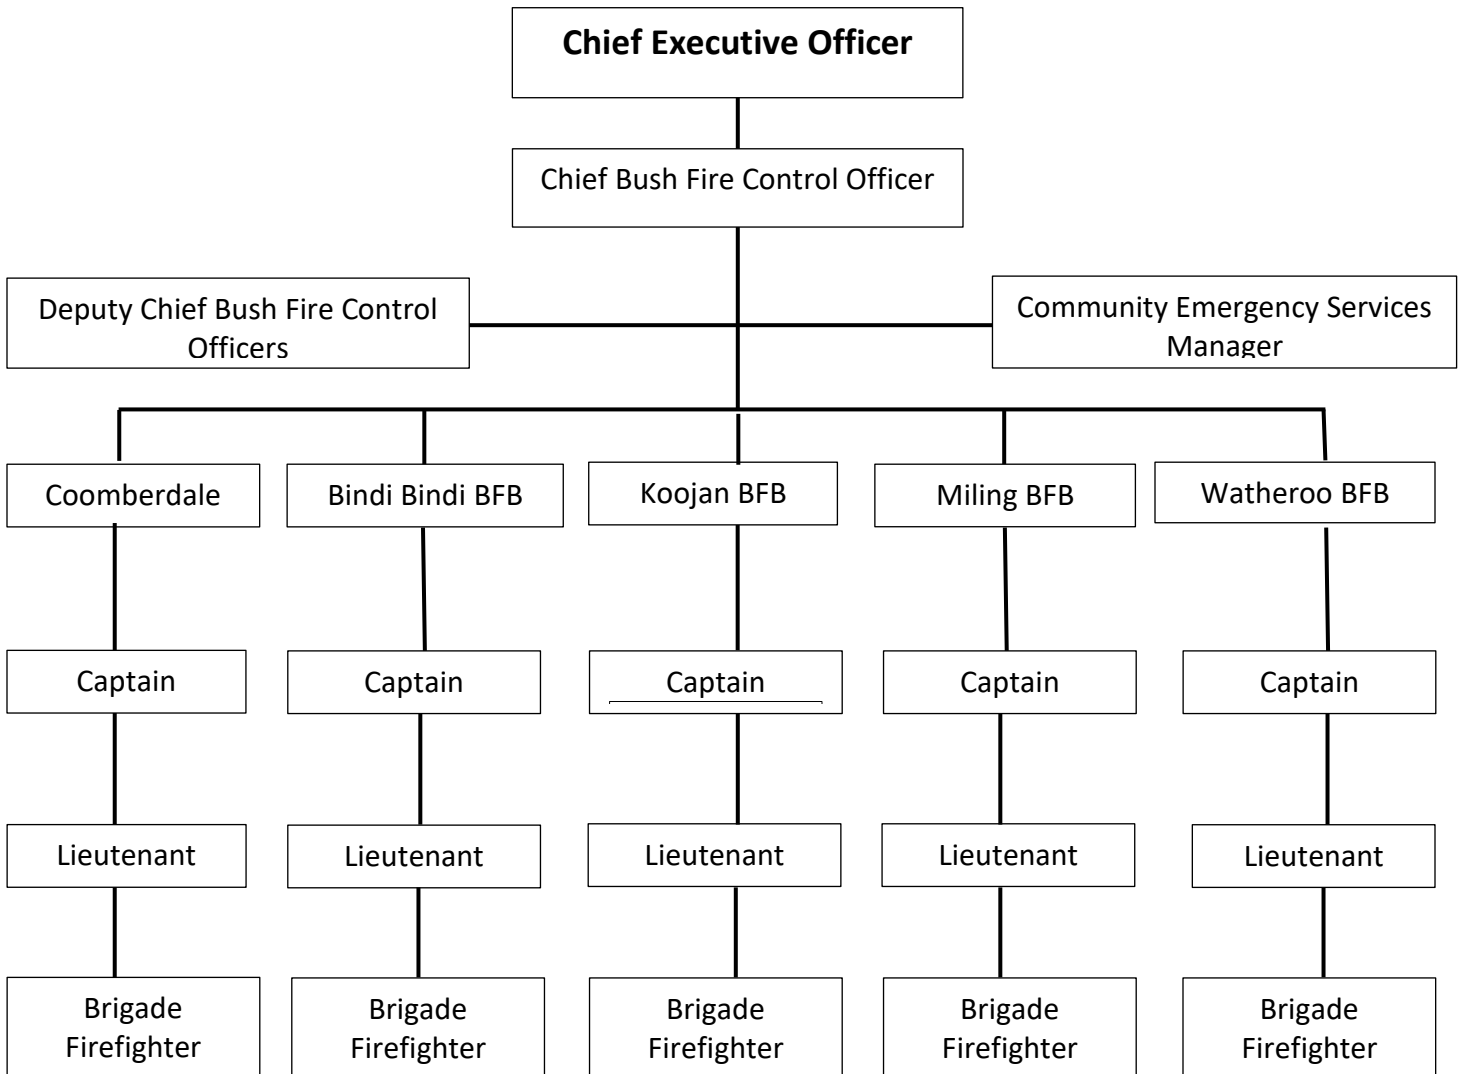 Chief Executive Officer
Chief Bush Fire Control Officer
Deputy Chief Bush Fire Control
Officers
Community Emergency Services
Manager
Coomberdale
Bindi Bindi BFB
Koojan BFB
Miling BFB
Watheroo BFB
Captain
Captain
Captain
Captain
Captain
Lieutenant
Lieutenant
Lieutenant
Lieutenant
Lieutenant
Brigade
Firefighter
Brigade
Firefighter
Brigade
Firefighter
Brigade
Firefighter
Brigade
Firefighter